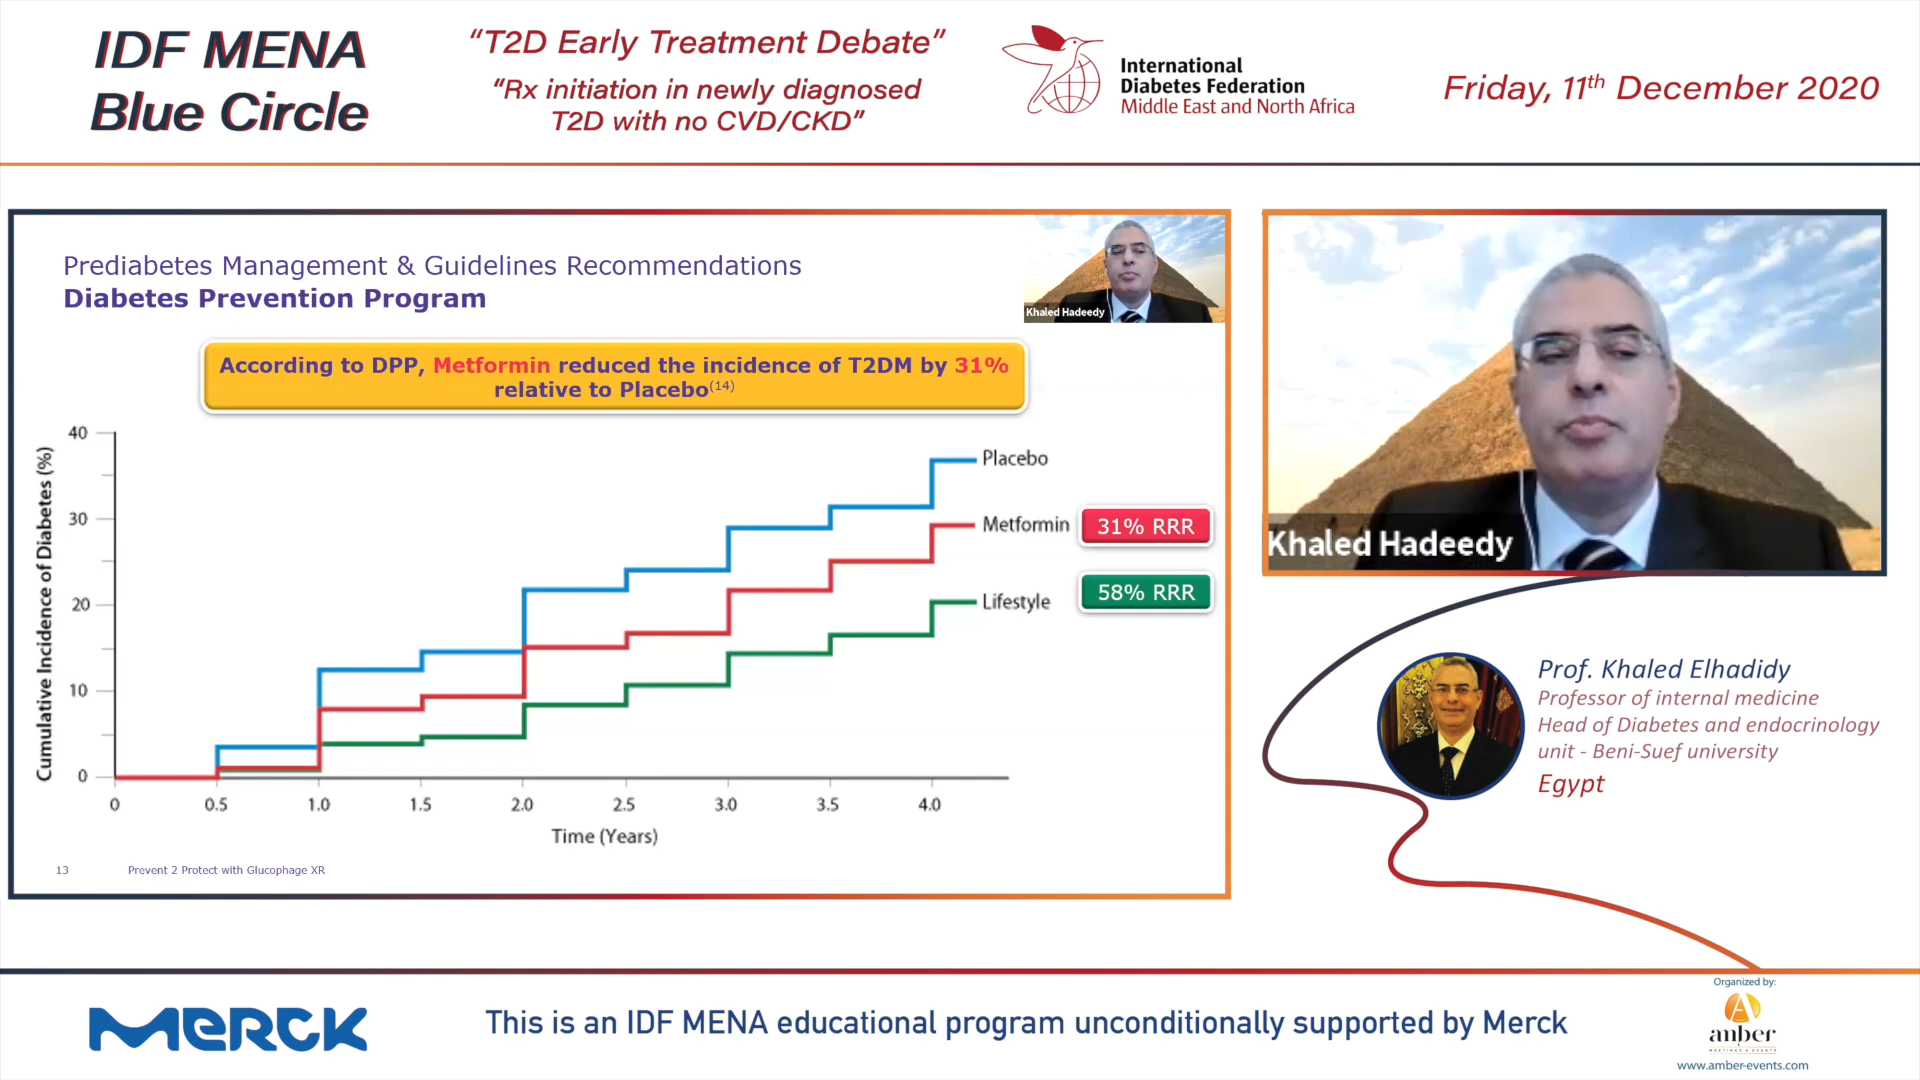 IDF MENA
Blue Circle
“T2D Early Treatment Debate”
“Rx initiation in newly diagnosed
T2D with no CVD/CKD”
International
Diabetes Federation
Middle East and North Africa
Friday, 11th December 2020
Prediabetes Management & Guidelines Recommendations
Diabetes Prevention Program
Khaled Hadeedy
According to DPP, Metformin reduced the incidence of T2DM by 31%
relative to Placebo(14)
Cumulative Incidence of Diabetes (%)
40
30
20
10
0
Placebo
Metformin
31% RRR
Lifestyle
58% RRR
0 0.5 1.0 1.5 2.0 2.5 3.0 3.5 4.0
Time (Years)
13 Prevent 2 Protect with Glucophage XR
Khaled Hadeedy
Prof. Khaled Elhadidy
Professor of internal medicine
Head of Diabetes and endocrinology
unit - Beni-Suef university
Egypt
MERCK
This is an IDF MENA educational program unconditionally supported by Merck
Organized by:
anber
MEETINGS & EVENTS
www.amber-events.com